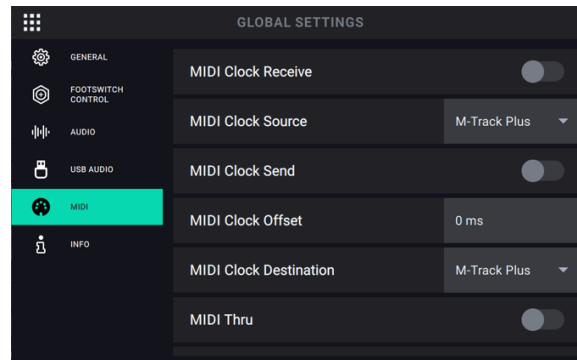 GLOBAL SETTINGS
GENERAL
FOOTSWITCH
CONTROL
AUDIO
USB AUDIO
MIDI
INFO
MIDI Clock Receive
MIDI Clock Source
M-Track Plus
MIDI Clock Send
MIDI Clock Offset
0 ms
MIDI Clock Destination
M-Track Plus
MIDI Thru